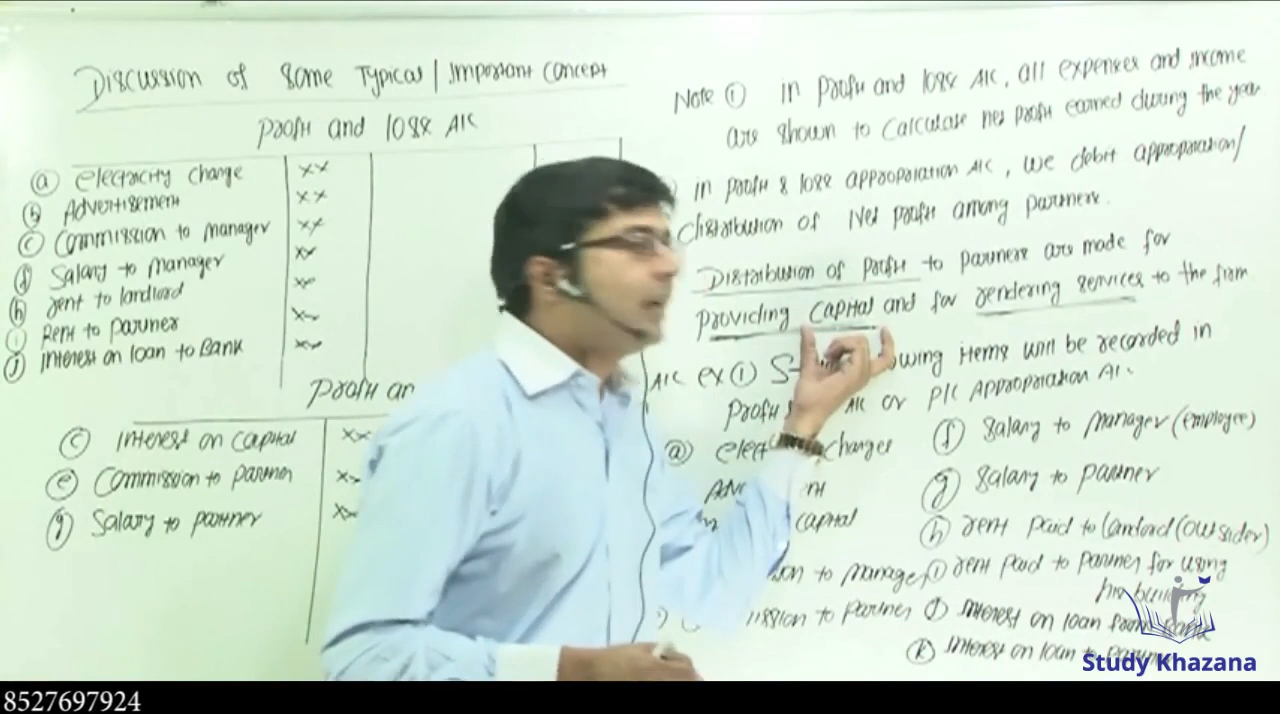 Discussion of Some Typical / Important Concept
Profit and loss A/C
(a) electricity change xx
(b) Advertisement xx
(c) Commission to manager xx
(f) Salary to manager xx
(h) rent to landlord xx
(i) Rent to partner xx
(j) Interest on loan to Bank xx
Profit an
(c) Interest on capital xx
(e) Commission to partner xx
(g) Salary to partner xx
Note (1) In profit and loss A/C, all expenses and income
are shown to calculate net profit earned during the year
in profit & loss appropriation A/C, we debit appropriation/
distribution of Net profit among partners.
Distribution of profit to partners are made for
providing capital and for rendering services to the firm
A/C ex (1) owing items will be recorded in
Profit A/C or P/L Appropriation A/C
(a) elect charges
capital
ion to manager
ission to partner
(f) Salary to manager (employee)
(g) Salary to partner
(h) rent paid to landlord (outsider)
(i) rent paid to partner for using
his building
(j) Interest on loan from Bank
(k) Interest on loan to
Study Khazana
8527697924